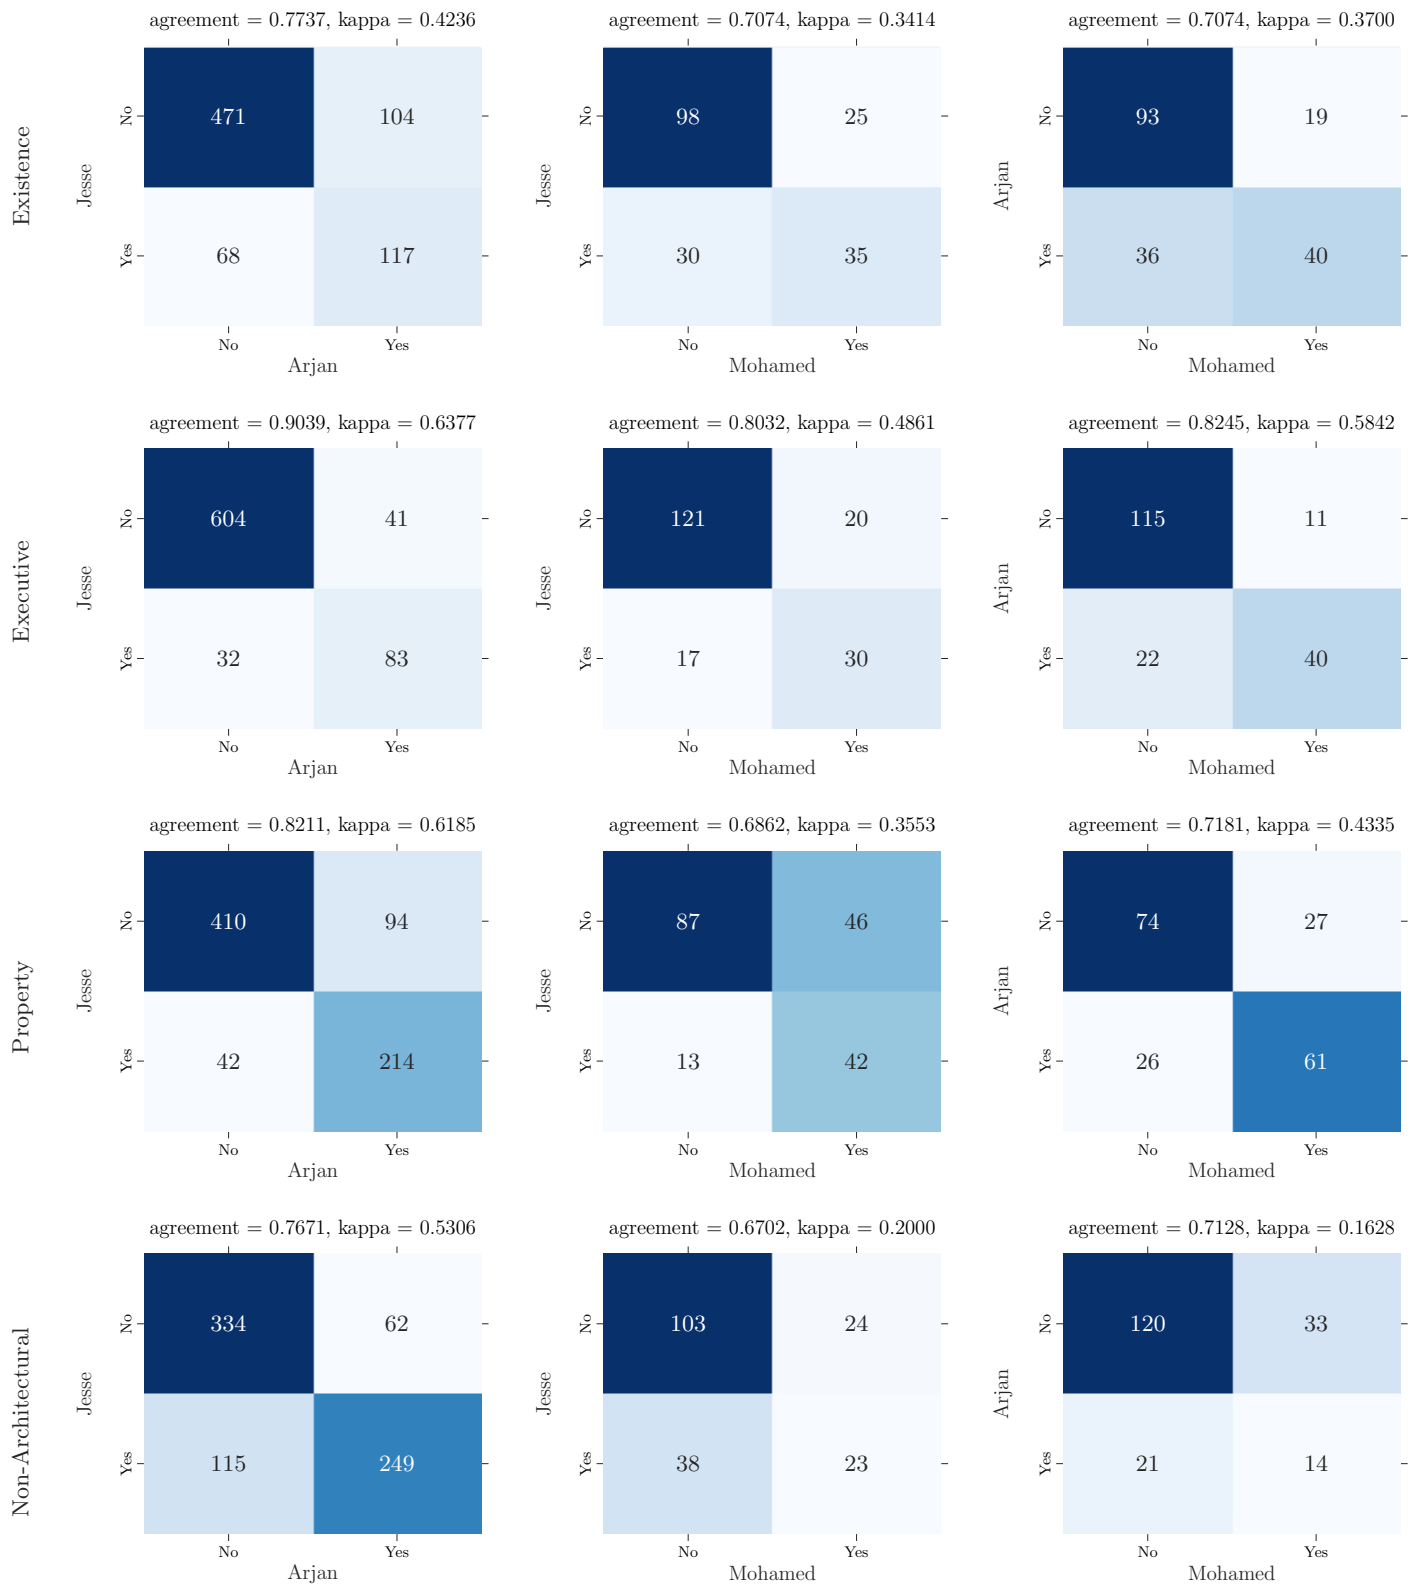 agreement = 0.7737, kappa = 0.4236
agreement = 0.7074, kappa = 0.3414
agreement = 0.7074, kappa = 0.3700
Existence
Jesse
No
471
104
Yes
68
117
No
Yes
Arjan
Jesse
No
98
25
Yes
30
35
No
Yes
Mohamed
Arjan
No
93
19
Yes
36
40
No
Yes
Mohamed
agreement = 0.9039, kappa = 0.6377
agreement = 0.8032, kappa = 0.4861
agreement = 0.8245, kappa = 0.5842
Executive
Jesse
No
604
41
Yes
32
83
No
Yes
Arjan
Jesse
No
121
20
Yes
17
30
No
Yes
Mohamed
Arjan
No
115
11
Yes
22
40
No
Yes
Mohamed
agreement = 0.8211, kappa = 0.6185
agreement = 0.6862, kappa = 0.3553
agreement = 0.7181, kappa = 0.4335
Property
Jesse
No
410
94
Yes
42
214
No
Yes
Arjan
Jesse
No
87
46
Yes
13
42
No
Yes
Mohamed
Arjan
No
74
27
Yes
26
61
No
Yes
Mohamed
agreement = 0.7671, kappa = 0.5306
agreement = 0.6702, kappa = 0.2000
agreement = 0.7128, kappa = 0.1628
Non-Architectural
Jesse
No
334
62
Yes
115
249
No
Yes
Arjan
Jesse
No
103
24
Yes
38
23
No
Yes
Mohamed
Arjan
No
120
33
Yes
21
14
No
Yes
Mohamed